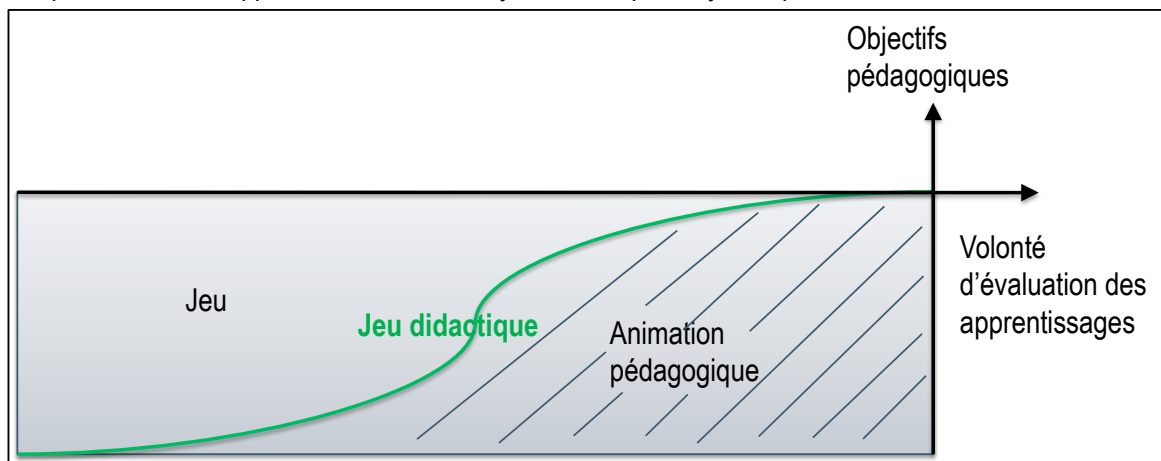 Objectifs
pédagogiques
Volonté
d'évaluation des
apprentissages
Jeu
Jeu didactique
Animation
pédagogique